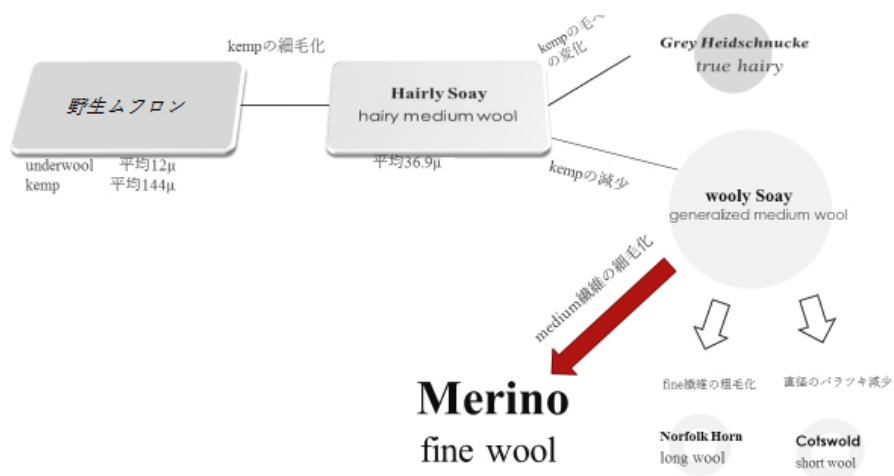 kempの細毛化
kempの毛へ
の変化
Grey Heidschnucke
true hairy
野生ムフロン
Hairly Soay
hairy medium wool
underwool 平均12μ
kemp 平均144μ
平均36.9μ
kempの減少
wooly Soay
generalized medium wool
medium繊維の細毛化
Merino
fine wool
fine繊維の粗毛化
直径のバラツキ減少
Norfolk Horn
long wool
Cotswold
short wool